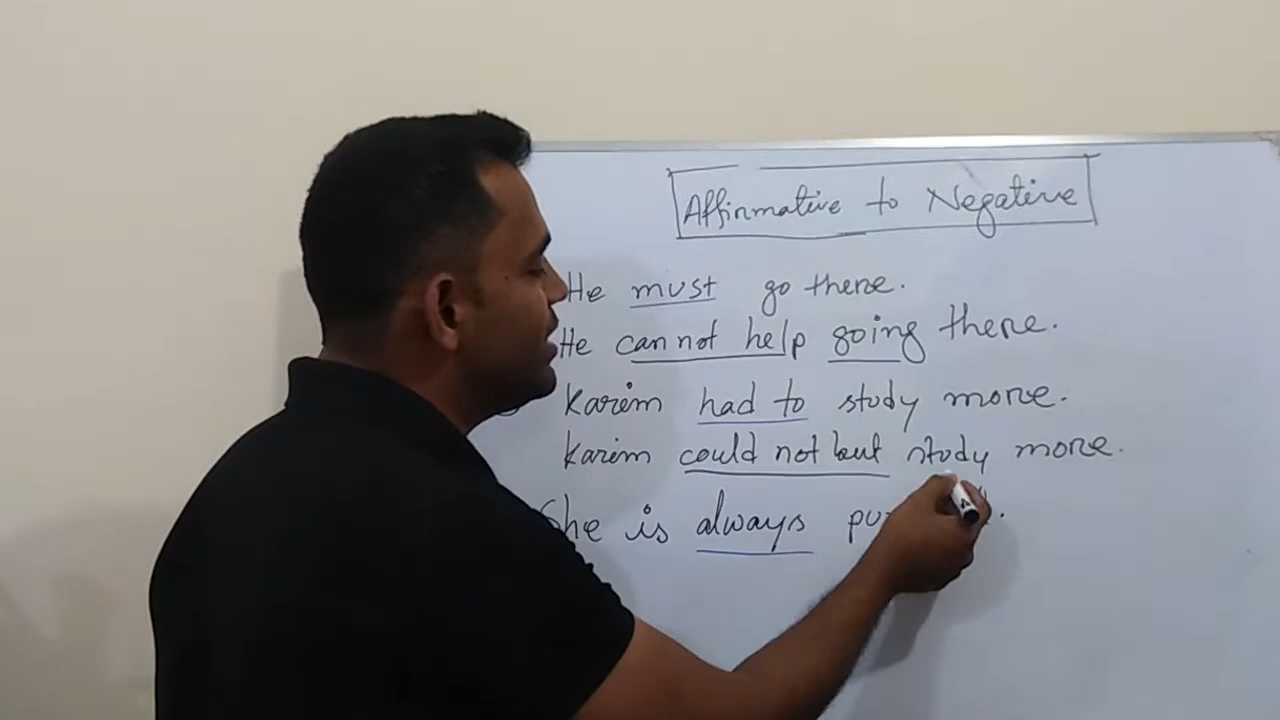 Affirmative to Negative
He must go there.
He can not help going there.
Karim had to study more.
Karim could not but study more.
She is always